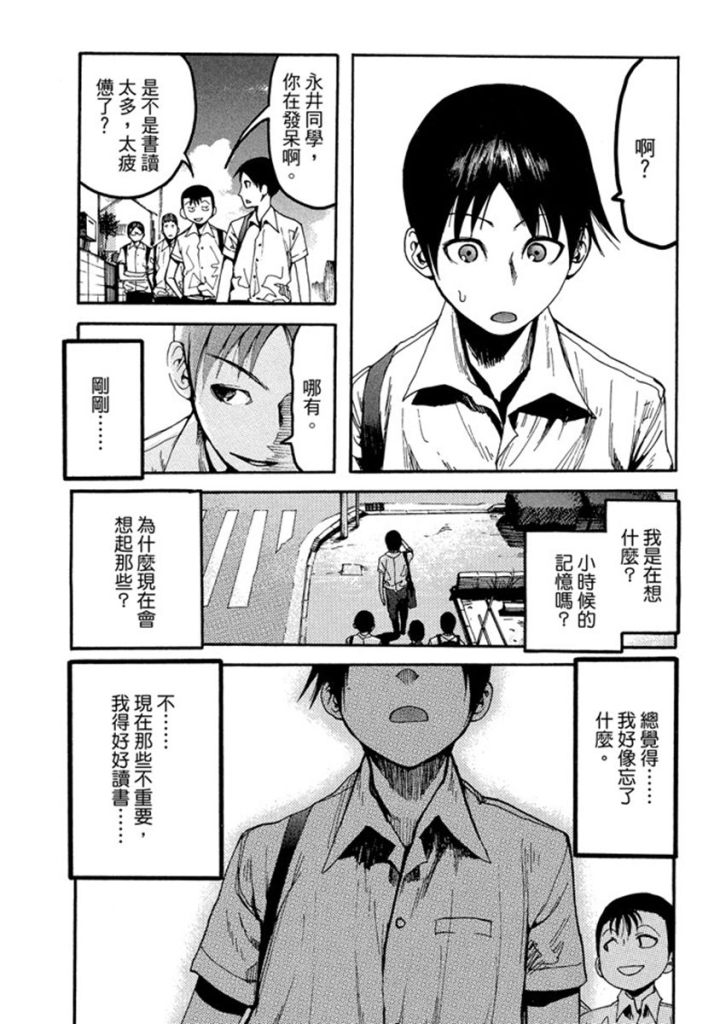 啊？
永井同學，
你在發呆啊。
是不是書讀
太多，太疲
憊了？
哪有。
剛剛……
我是在想
什麼？
小時候的
記憶嗎？
為什麼現在會
想起那些？
總覺得……
我好像忘了
什麼。
不……
現在那些不重要，
我得好好讀書……